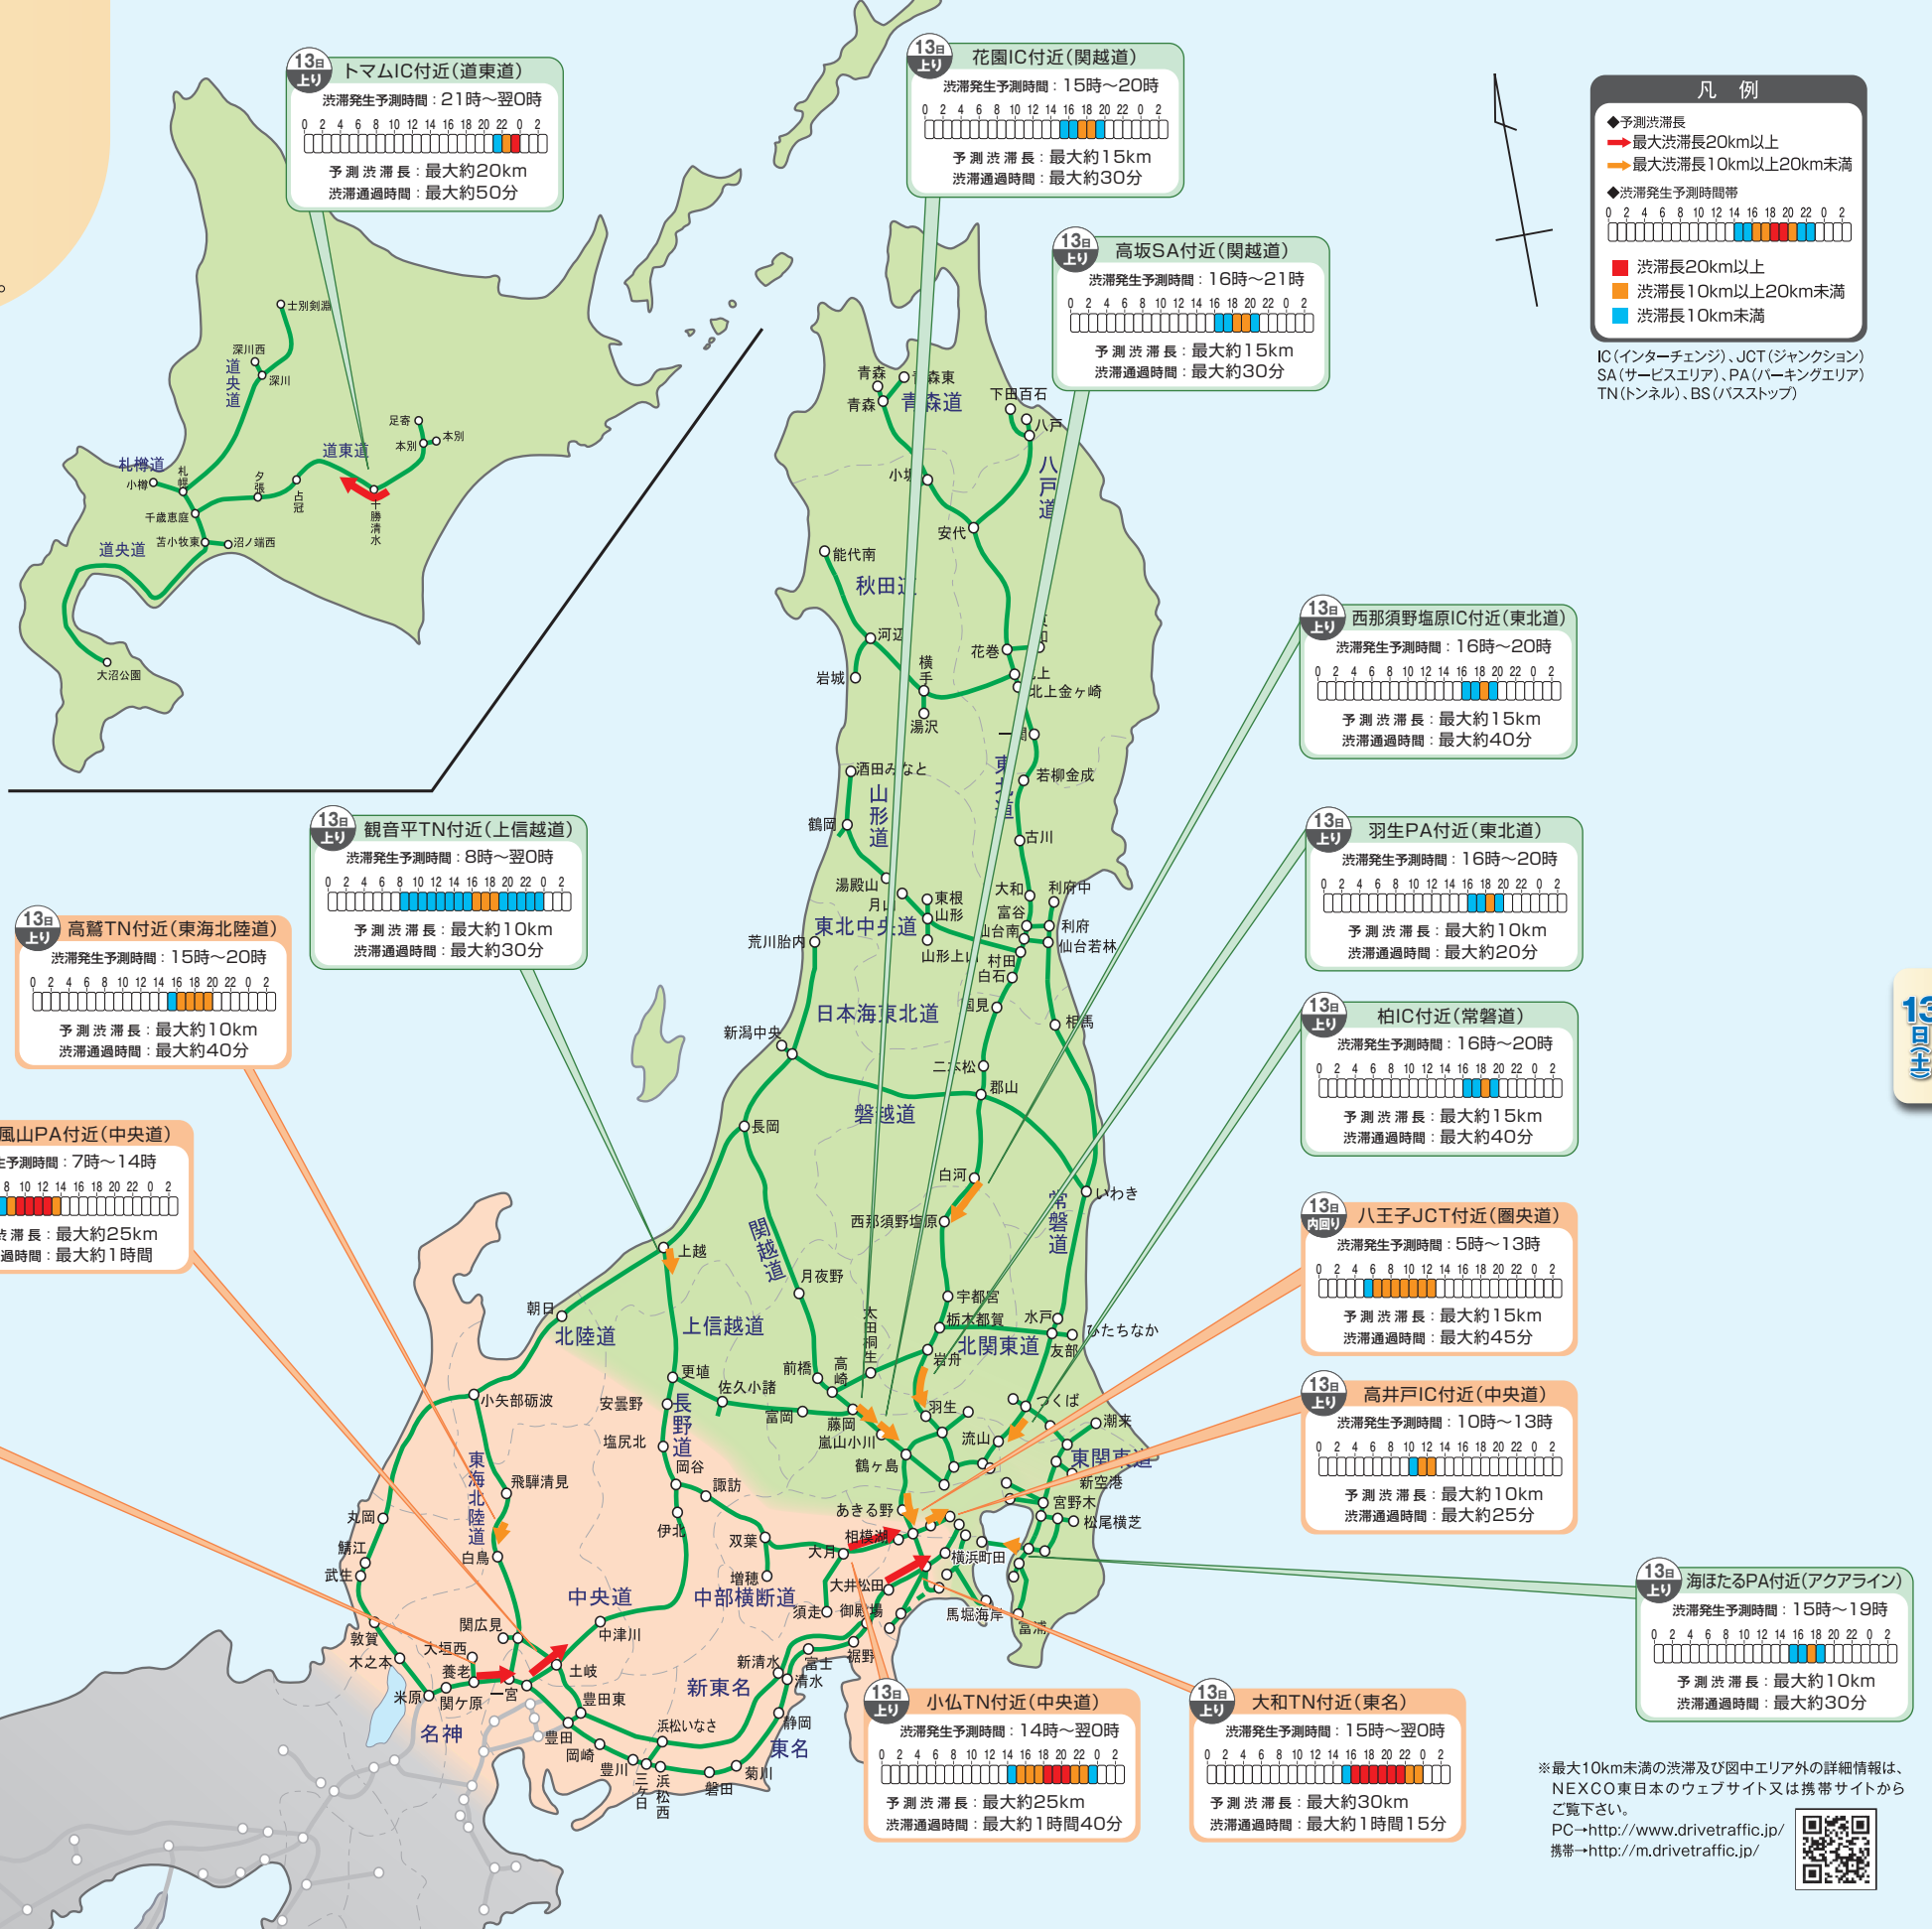 。
13日
上り
トマムIC付近（道東道）
渋滞発生予測時間：21時～翌0時
0 2 4 6 8 10 12 14 16 18 20 22 0 2
予測渋滞長：最大約20km
渋滞通過時間：最大約50分
13日
上り
花園IC付近（関越道）
渋滞発生予測時間：15時～20時
0 2 4 6 8 10 12 14 16 18 20 22 0 2
予測渋滞長：最大約15km
渋滞通過時間：最大約30分
13日
上り
高坂SA付近（関越道）
渋滞発生予測時間：16時～21時
0 2 4 6 8 10 12 14 16 18 20 22 0 2
予測渋滞長：最大約15km
渋滞通過時間：最大約30分
凡 例
◆予測渋滞長
最大渋滞長20km以上
最大渋滞長10km以上20km未満
◆渋滞発生予測時間帯
0 2 4 6 8 10 12 14 16 18 20 22 0 2
渋滞長20km以上
渋滞長10km以上20km未満
渋滞長10km未満
IC（インターチェンジ）、JCT（ジャンクション）
SA（サービスエリア）、PA（パーキングエリア）
TN（トンネル）、BS（バスストップ）
13日
上り
西那須野塩原IC付近（東北道）
渋滞発生予測時間：16時～20時
0 2 4 6 8 10 12 14 16 18 20 22 0 2
予測渋滞長：最大約15km
渋滞通過時間：最大約40分
13日
上り
羽生PA付近（東北道）
渋滞発生予測時間：16時～20時
0 2 4 6 8 10 12 14 16 18 20 22 0 2
予測渋滞長：最大約10km
渋滞通過時間：最大約20分
13日
上り
柏IC付近（常磐道）
渋滞発生予測時間：16時～20時
0 2 4 6 8 10 12 14 16 18 20 22 0 2
予測渋滞長：最大約15km
渋滞通過時間：最大約40分
13日（土）
13日
内回り
八王子JCT付近（圏央道）
渋滞発生予測時間：5時～13時
0 2 4 6 8 10 12 14 16 18 20 22 0 2
予測渋滞長：最大約15km
渋滞通過時間：最大約45分
13日
上り
高井戸IC付近（中央道）
渋滞発生予測時間：10時～13時
0 2 4 6 8 10 12 14 16 18 20 22 0 2
予測渋滞長：最大約10km
渋滞通過時間：最大約25分
13日
上り
海ほたるPA付近（アクアライン）
渋滞発生予測時間：15時～19時
0 2 4 6 8 10 12 14 16 18 20 22 0 2
予測渋滞長：最大約10km
渋滞通過時間：最大約30分
13日
上り
観音平TN付近（上信越道）
渋滞発生予測時間：8時～翌0時
0 2 4 6 8 10 12 14 16 18 20 22 0 2
予測渋滞長：最大約10km
渋滞通過時間：最大約30分
13日
上り
高鷲TN付近（東海北陸道）
渋滞発生予測時間：15時～20時
0 2 4 6 8 10 12 14 16 18 20 22 0 2
予測渋滞長：最大約10km
渋滞通過時間：最大約40分
風山PA付近（中央道）
生予測時間：7時～14時
8 10 12 14 16 18 20 22 0 2
渋滞長：最大約25km
過時間：最大約1時間
13日
上り
小仏TN付近（中央道）
渋滞発生予測時間：14時～翌0時
0 2 4 6 8 10 12 14 16 18 20 22 0 2
予測渋滞長：最大約25km
渋滞通過時間：最大約1時間40分
13日
上り
大和TN付近（東名）
渋滞発生予測時間：15時～翌0時
0 2 4 6 8 10 12 14 16 18 20 22 0 2
予測渋滞長：最大約30km
渋滞通過時間：最大約1時間15分
※最大10km未満の渋滞及び図中エリア外の詳細情報は、
NEXCO東日本のウェブサイト又は携帯サイトから
ご覧下さい。
PC→http://www.drivetraffic.jp/
携帯→http://m.drivetraffic.jp/
士別剣淵
深川西
道央道
深川
足寄
本別
本別
道東道
札樽道
小樽
札幌
夕張
占冠
千歳恵庭
十勝清水
苫小牧東
沼ノ端西
道央道
大沼公園
青森
青森東
青森
青森道
下田百石
八戸
八戸道
小坂
安代
能代南
秋田道
河辺
岩城
横手
湯沢
花巻
北上
北上金ヶ崎
一関
東北道
若柳金成
古川
酒田みなと
山形道
鶴岡
湯殿山
月山
東根
山形
東北中央道
山形上山
大和
利府中
富谷
利府
仙台南
仙台若林
村田
白石
国見
相馬
荒川胎内
日本海東北道
新潟中央
二本松
郡山
磐越道
長岡
白河
西那須野塩原
いわき
常磐道
関越道
月夜野
上越
上信越道
宇都宮
栃木都賀
水戸
ひたちなか
北関東道
友部
太田桐生
岩舟
朝日
北陸道
前橋
高崎
更埴
佐久小諸
安曇野
長野道
富岡
藤岡
嵐山小川
羽生
つくば
潮来
流山
東関東道
新空港
鶴ヶ島
小矢部砺波
塩尻北
岡谷
諏訪
東海北陸道
飛騨清見
伊北
双葉
あきる野
相模湖
宮野木
松尾横芝
丸岡
鯖江
武生
白鳥
大月
横浜町田
増穂
大井松田
中央道
中部横断道
須走
御殿場
馬堀海岸
富浦
敦賀
関広見
中津川
木之本
大垣西
養老
土岐
新清水
富士
裾野
清水
米原
関ケ原
一宮
豊田東
新東名
名神
豊田
浜松いなさ
静岡
岡崎
東名
豊川
三ケ日
浜松西
磐田
菊川